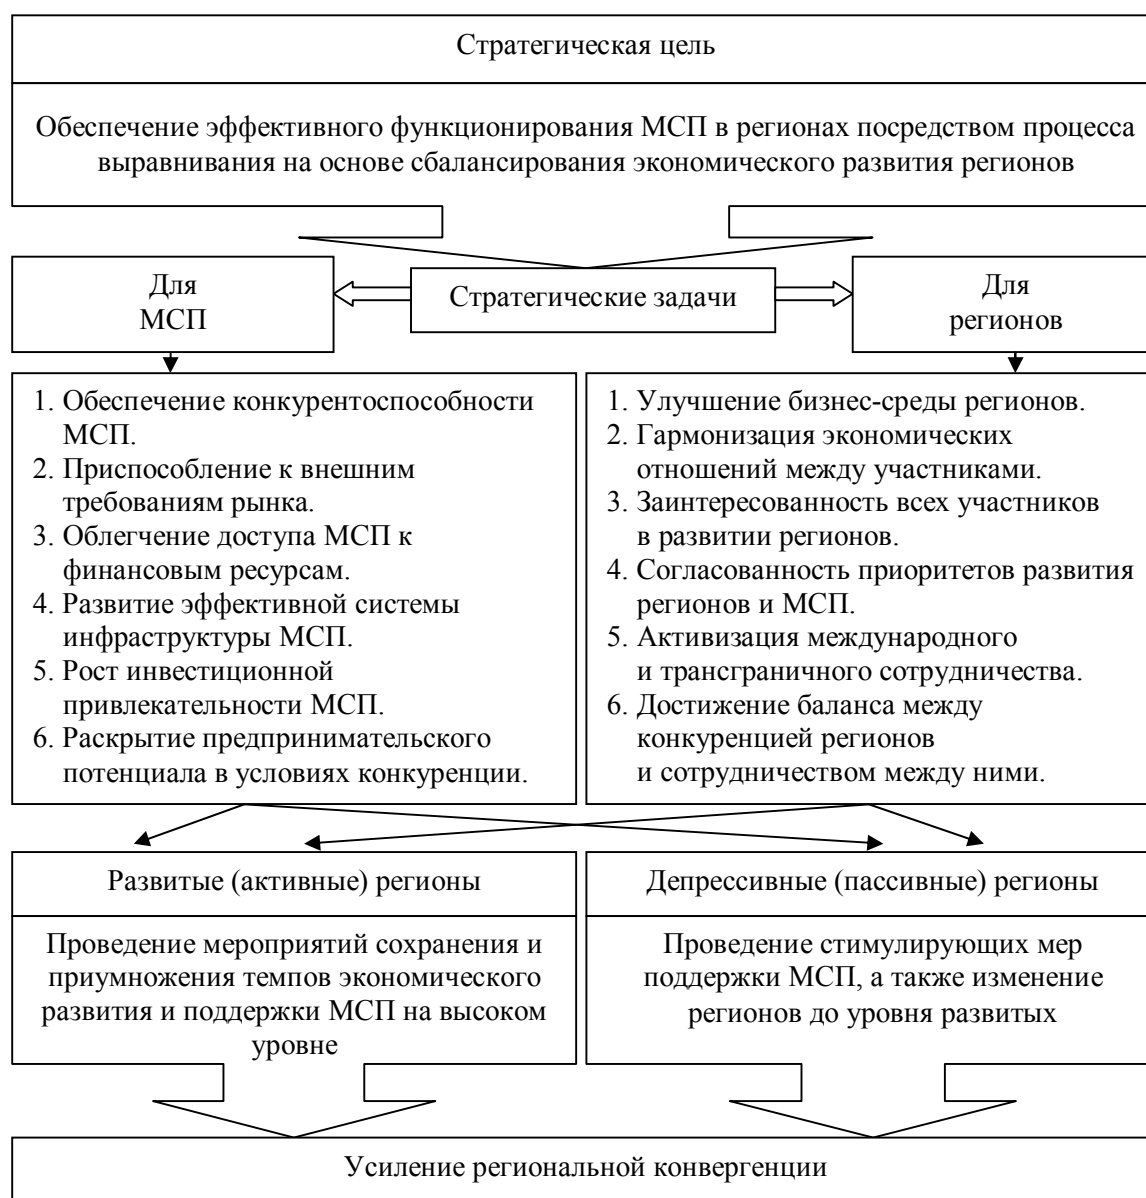 Стратегическая цель
Обеспечение эффективного функционирования МСП в регионах посредством процесса
выравнивания на основе сбалансирования экономического развития регионов
Для
МСП
Стратегические задачи
Для
регионов
1. Обеспечение конкурентоспособности
МСП.
2. Приспособление к внешним
требованиям рынка.
3. Облегчение доступа МСП к
финансовым ресурсам.
4. Развитие эффективной системы
инфраструктуры МСП.
5. Рост инвестиционной
привлекательности МСП.
6. Раскрытие предпринимательского
потенциала в условиях конкуренции.
1. Улучшение бизнес-среды регионов.
2. Гармонизация экономических
отношений между участниками.
3. Заинтересованность всех участников
в развитии регионов.
4. Согласованность приоритетов развития
регионов и МСП.
5. Активизация международного
и трансграничного сотрудничества.
6. Достижение баланса между
конкуренцией регионов
и сотрудничеством между ними.
Развитые (активные) регионы
Проведение мероприятий сохранения и
приумножения темпов экономического
развития и поддержки МСП на высоком
уровне
Депрессивные (пассивные) регионы
Проведение стимулирующих мер
поддержки МСП, а также изменение
регионов до уровня развитых
Усиление региональной конвергенции